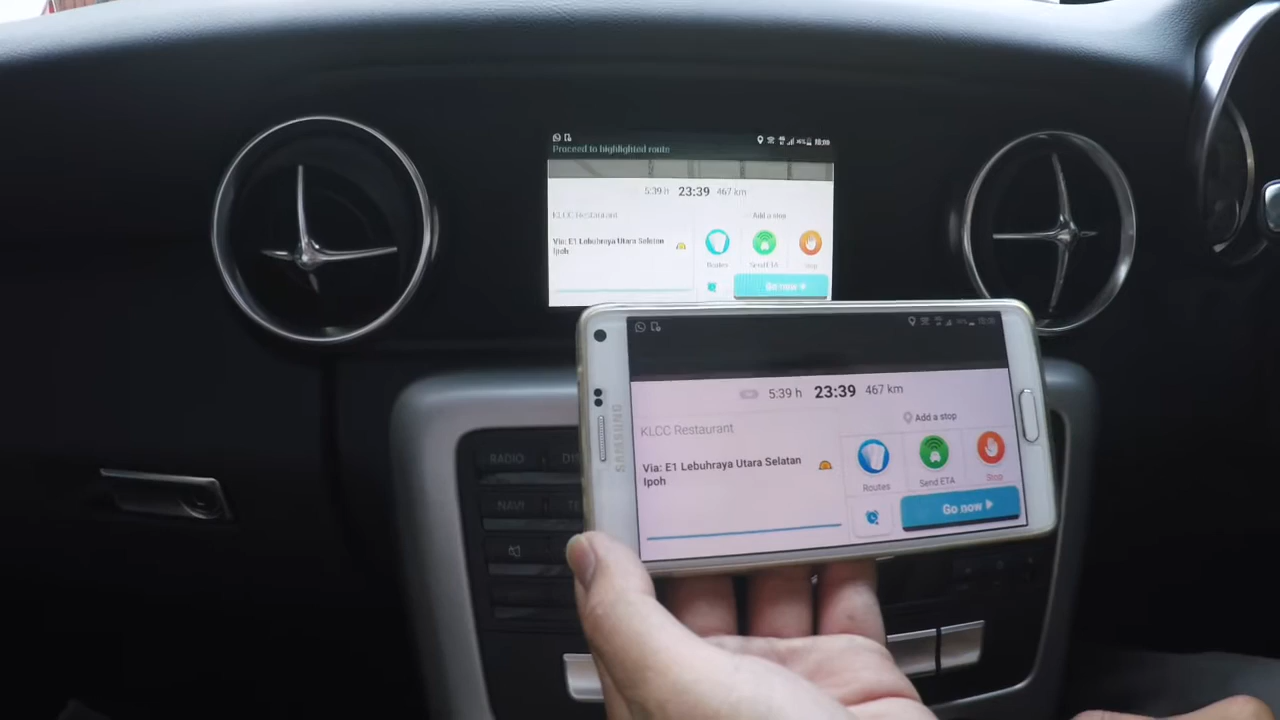 Proceed to highlighted route
5:39 h 23:39 467 km
KLCC Restaurant
Add a stop
Via: E1 Lebuhraya Utara Selatan
Ipoh
Routes
Send ETA
Stop
Go now
SAMSUNG
5:39 h 23:39 467 km
KLCC Restaurant
Add a stop
Via: E1 Lebuhraya Utara Selatan
Ipoh
Routes
Send ETA
Stop
Go now
RADIO
NAVI